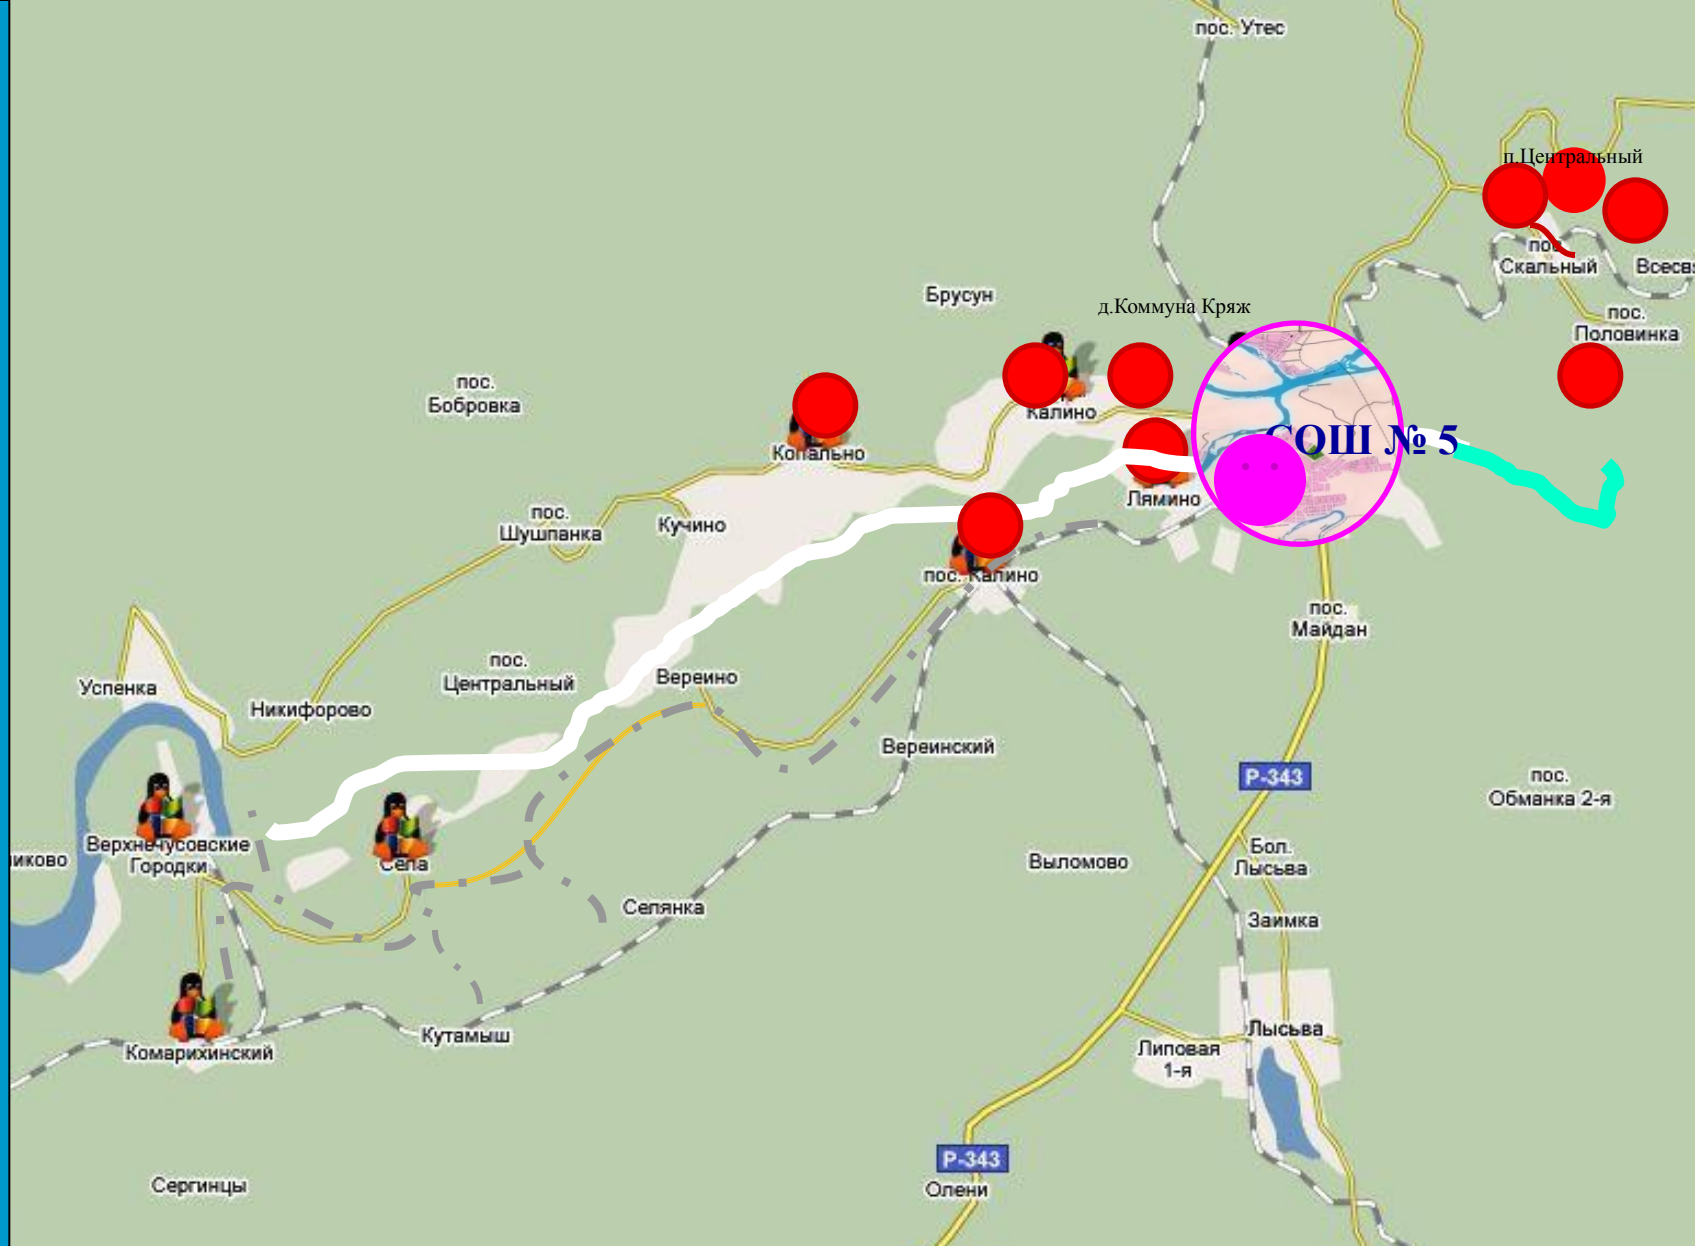 пос. Утес
п.Центральный
пос.
Скальный
Всесв
пос.
Половинка
Брусун
д.Коммуна Кряж
пос.
Бобровка
Калино
СОШ № 5
Копально
Лямино
пос.
Шушпанка
Кучино
пос. Калино
пос.
Майдан
пос.
Центральный
Вереино
Успенка
Никифорово
Вереинский
Р-343
пос.
Обманка 2-я
Верхнечусовские
Городки
иково
Села
Выломово
Бол.
Лысьва
Селянка
Заимка
Кутамыш
Комарихинский
Лысьва
Липовая
1-я
Р-343
Олени
Сергинцы